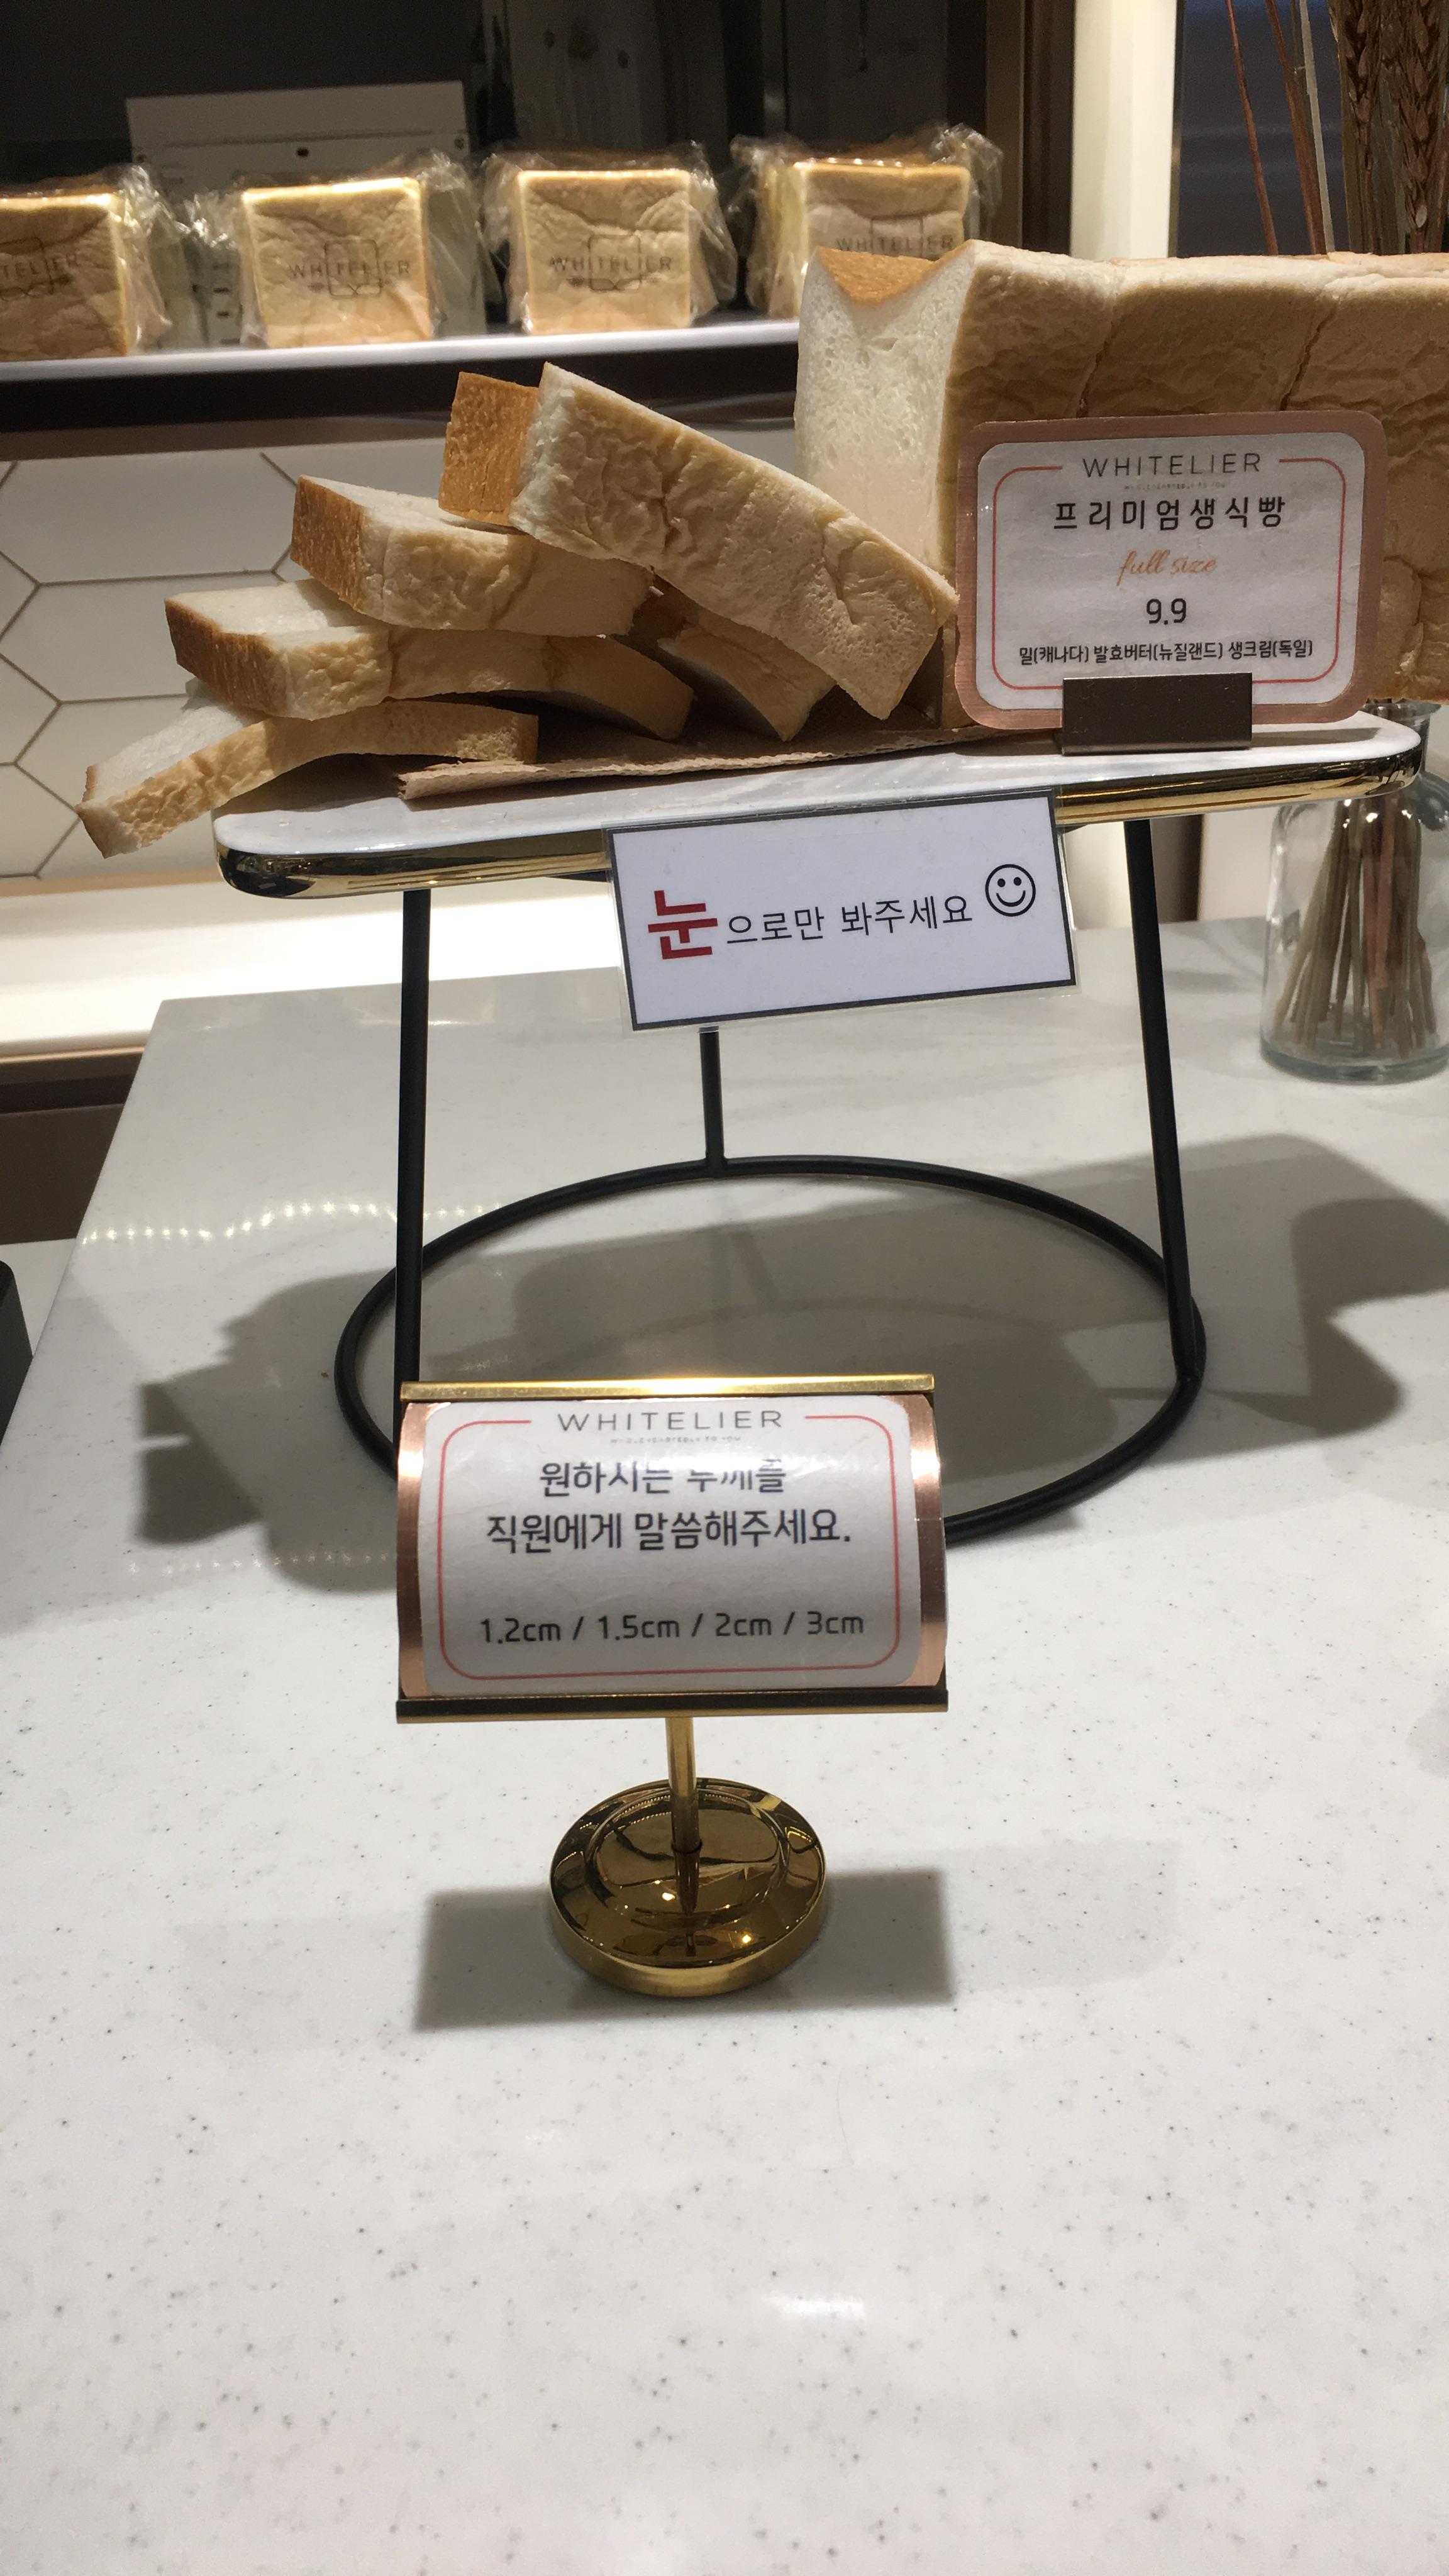 WHITELIER
WHITELIER
WHITELIER
WHITELIER
프리미엄생식빵
full size
9.9
밀(캐나다) 발효버터(뉴질랜드) 생크림(독일)
눈으로만 봐주세요
WHITELIER
원하시는 두께를
직원에게 말씀해주세요.
1.2cm / 1.5cm / 2cm / 3cm